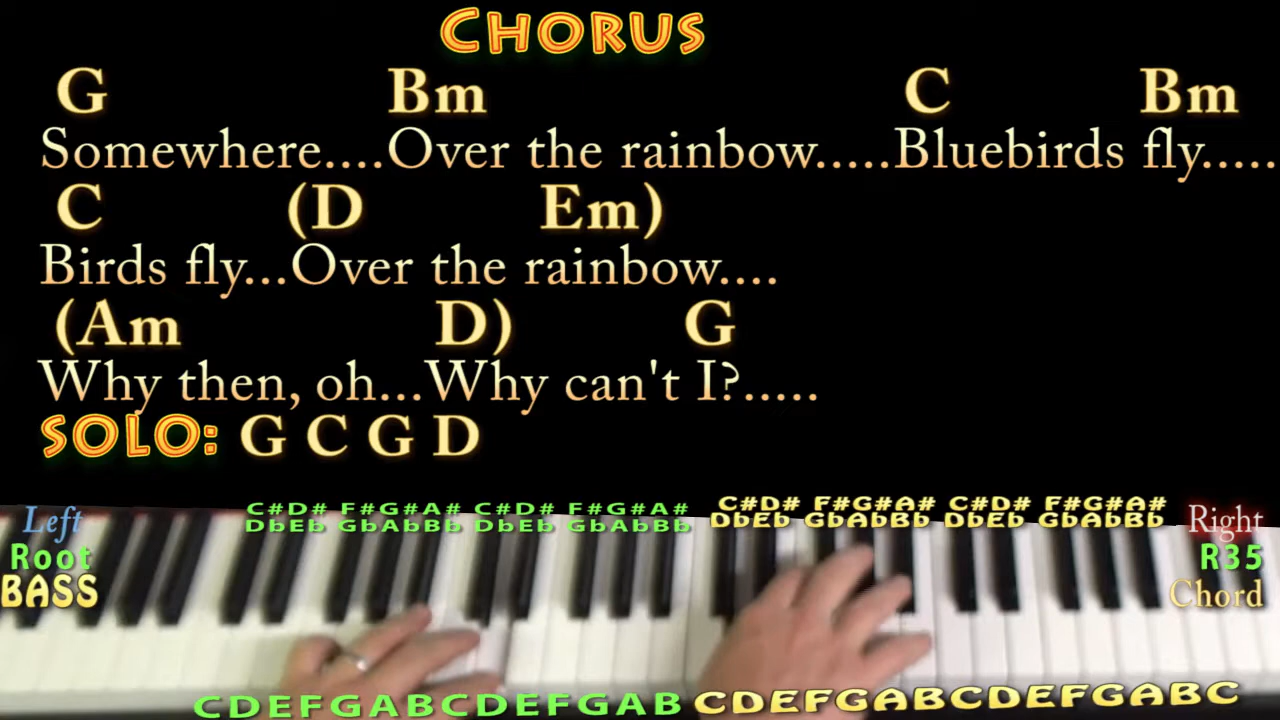 CHORUS
G Bm C Bm
Somewhere....Over the rainbow.....Bluebirds fly.....
C (D Em)
Birds fly...Over the rainbow....
(Am D) G
Why then, oh...Why can't I?.....
SOLO: G C G D
C#D# F#G#A# C#D# F#G#A# C#D# F#G#A# C#D# F#G#A#
DbEb GbAbBb DbEb GbAbBb DbEb GbAbBb DbEb GbAbBb
Left
Root
BASS
Right
R35
Chord
CDEFGABCDEFGAB CDEFGABCDEFGABC